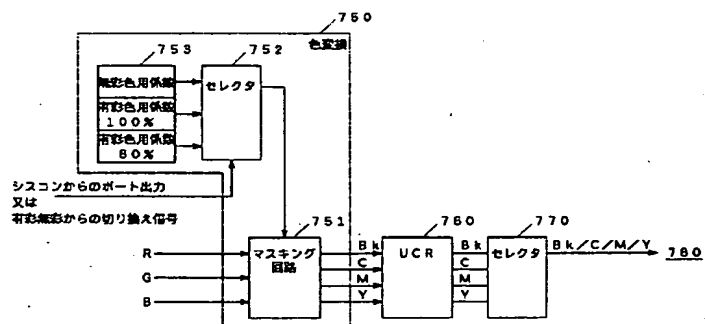 750
色変換
753
752
無彩色用係数
セレクタ
有彩色用係数
100%
有彩色用係数
80%
シスコンからのポート出力
又は
有彩無彩からの切り換え信号
751
760
770
R
G
B
マスキング
回路
Bk
C
M
Y
UCR
Bk
C
M
Y
セレクタ
Bk/C/M/Y
780